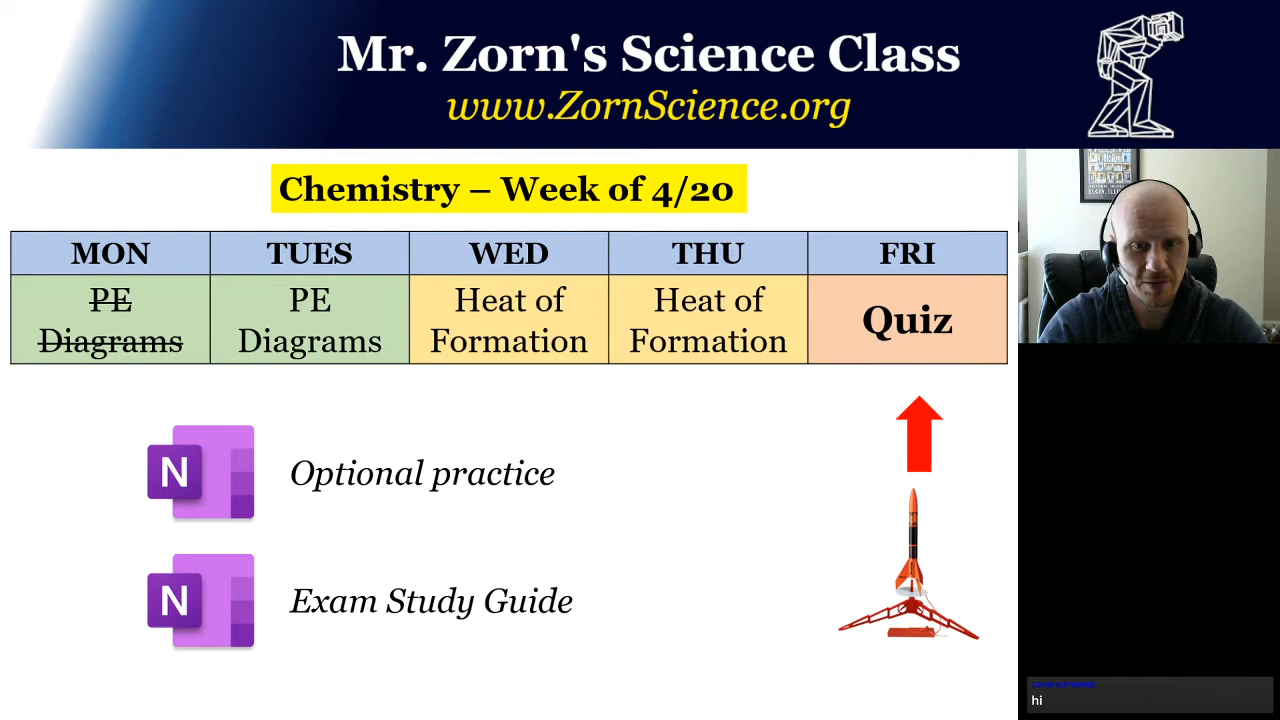 Mr. Zorn's Science Class
www.ZornScience.org
Chemistry – Week of 4/20
MON TUES WED THU FRI
PE Diagrams
PE Diagrams
Heat of Formation
Heat of Formation
Quiz
N Optional practice
N Exam Study Guide
hi